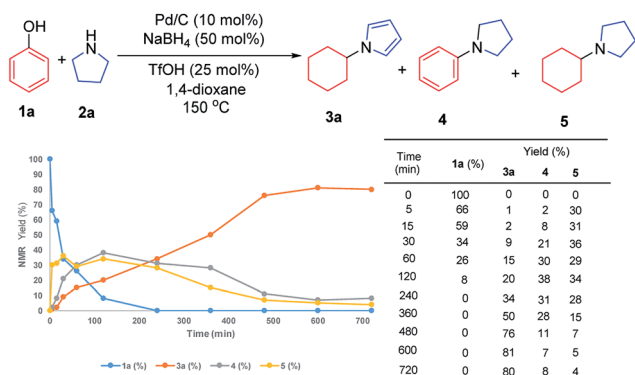 OH
H
N
+
Pd/C (10 mol%)
NaBH4 (50 mol%)
TfOH (25 mol%)
1,4-dioxane
150 °C
N
+
N
+
N
1a
2a
3a
4
5
100
90
80
70
60
50
40
30
20
10
0
NMR Yield (%)
0 100 200 300 400 500 600 700
Time (min)
1a (%) 3a (%) 4 (%) 5 (%)
Time (min) 1a (%) Yield (%)
3a 4 5
0 100 0 0 0
5 66 1 2 30
15 59 2 8 31
30 34 9 21 36
60 26 15 30 29
120 8 20 38 34
240 0 34 31 28
360 0 50 28 15
480 0 76 11 7
600 0 81 7 5
720 0 80 8 4